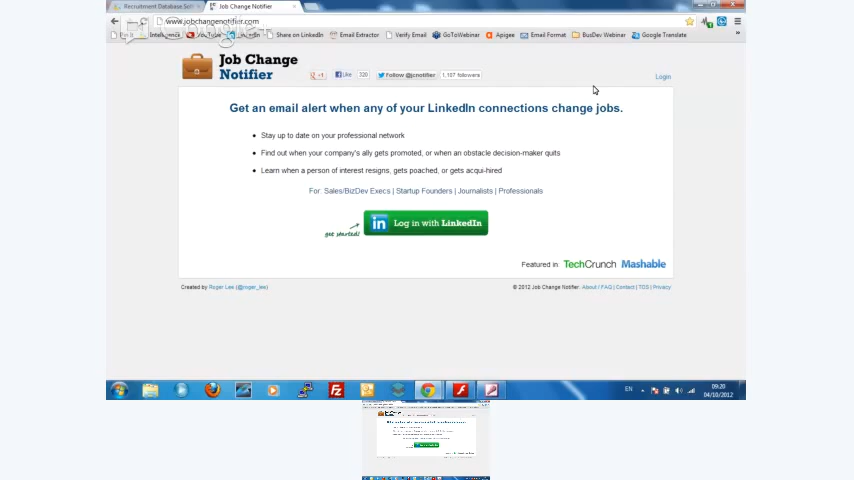 Recruitment Database Sel
Job Change Notifier
www.jobchangenotifier.com
Share on LinkedIn
Email Extractor
Verify Email
GoToWebinar
Apigee
Email Format
BusDev Webinar
Google Translate
Job Change
Notifier
+1
Like
328
Follow @jcnotifier
1,107 followers
Login
Get an email alert when any of your LinkedIn connections change jobs.
Stay up to date on your professional network
Find out when your company's ally gets promoted, or when an obstacle decision-maker quits
Learn when a person of interest resigns, gets poached, or gets acqui-hired
For: Sales/BizDev Execs | Startup Founders | Journalists | Professionals
get started!
in Log in with LinkedIn
Featured in: TechCrunch Mashable
Created by Roger Lee (@roger_lee)
© 2012 Job Change Notifier. About / FAQ | Contact | TOS | Privacy
EN
09:20
04/10/2012